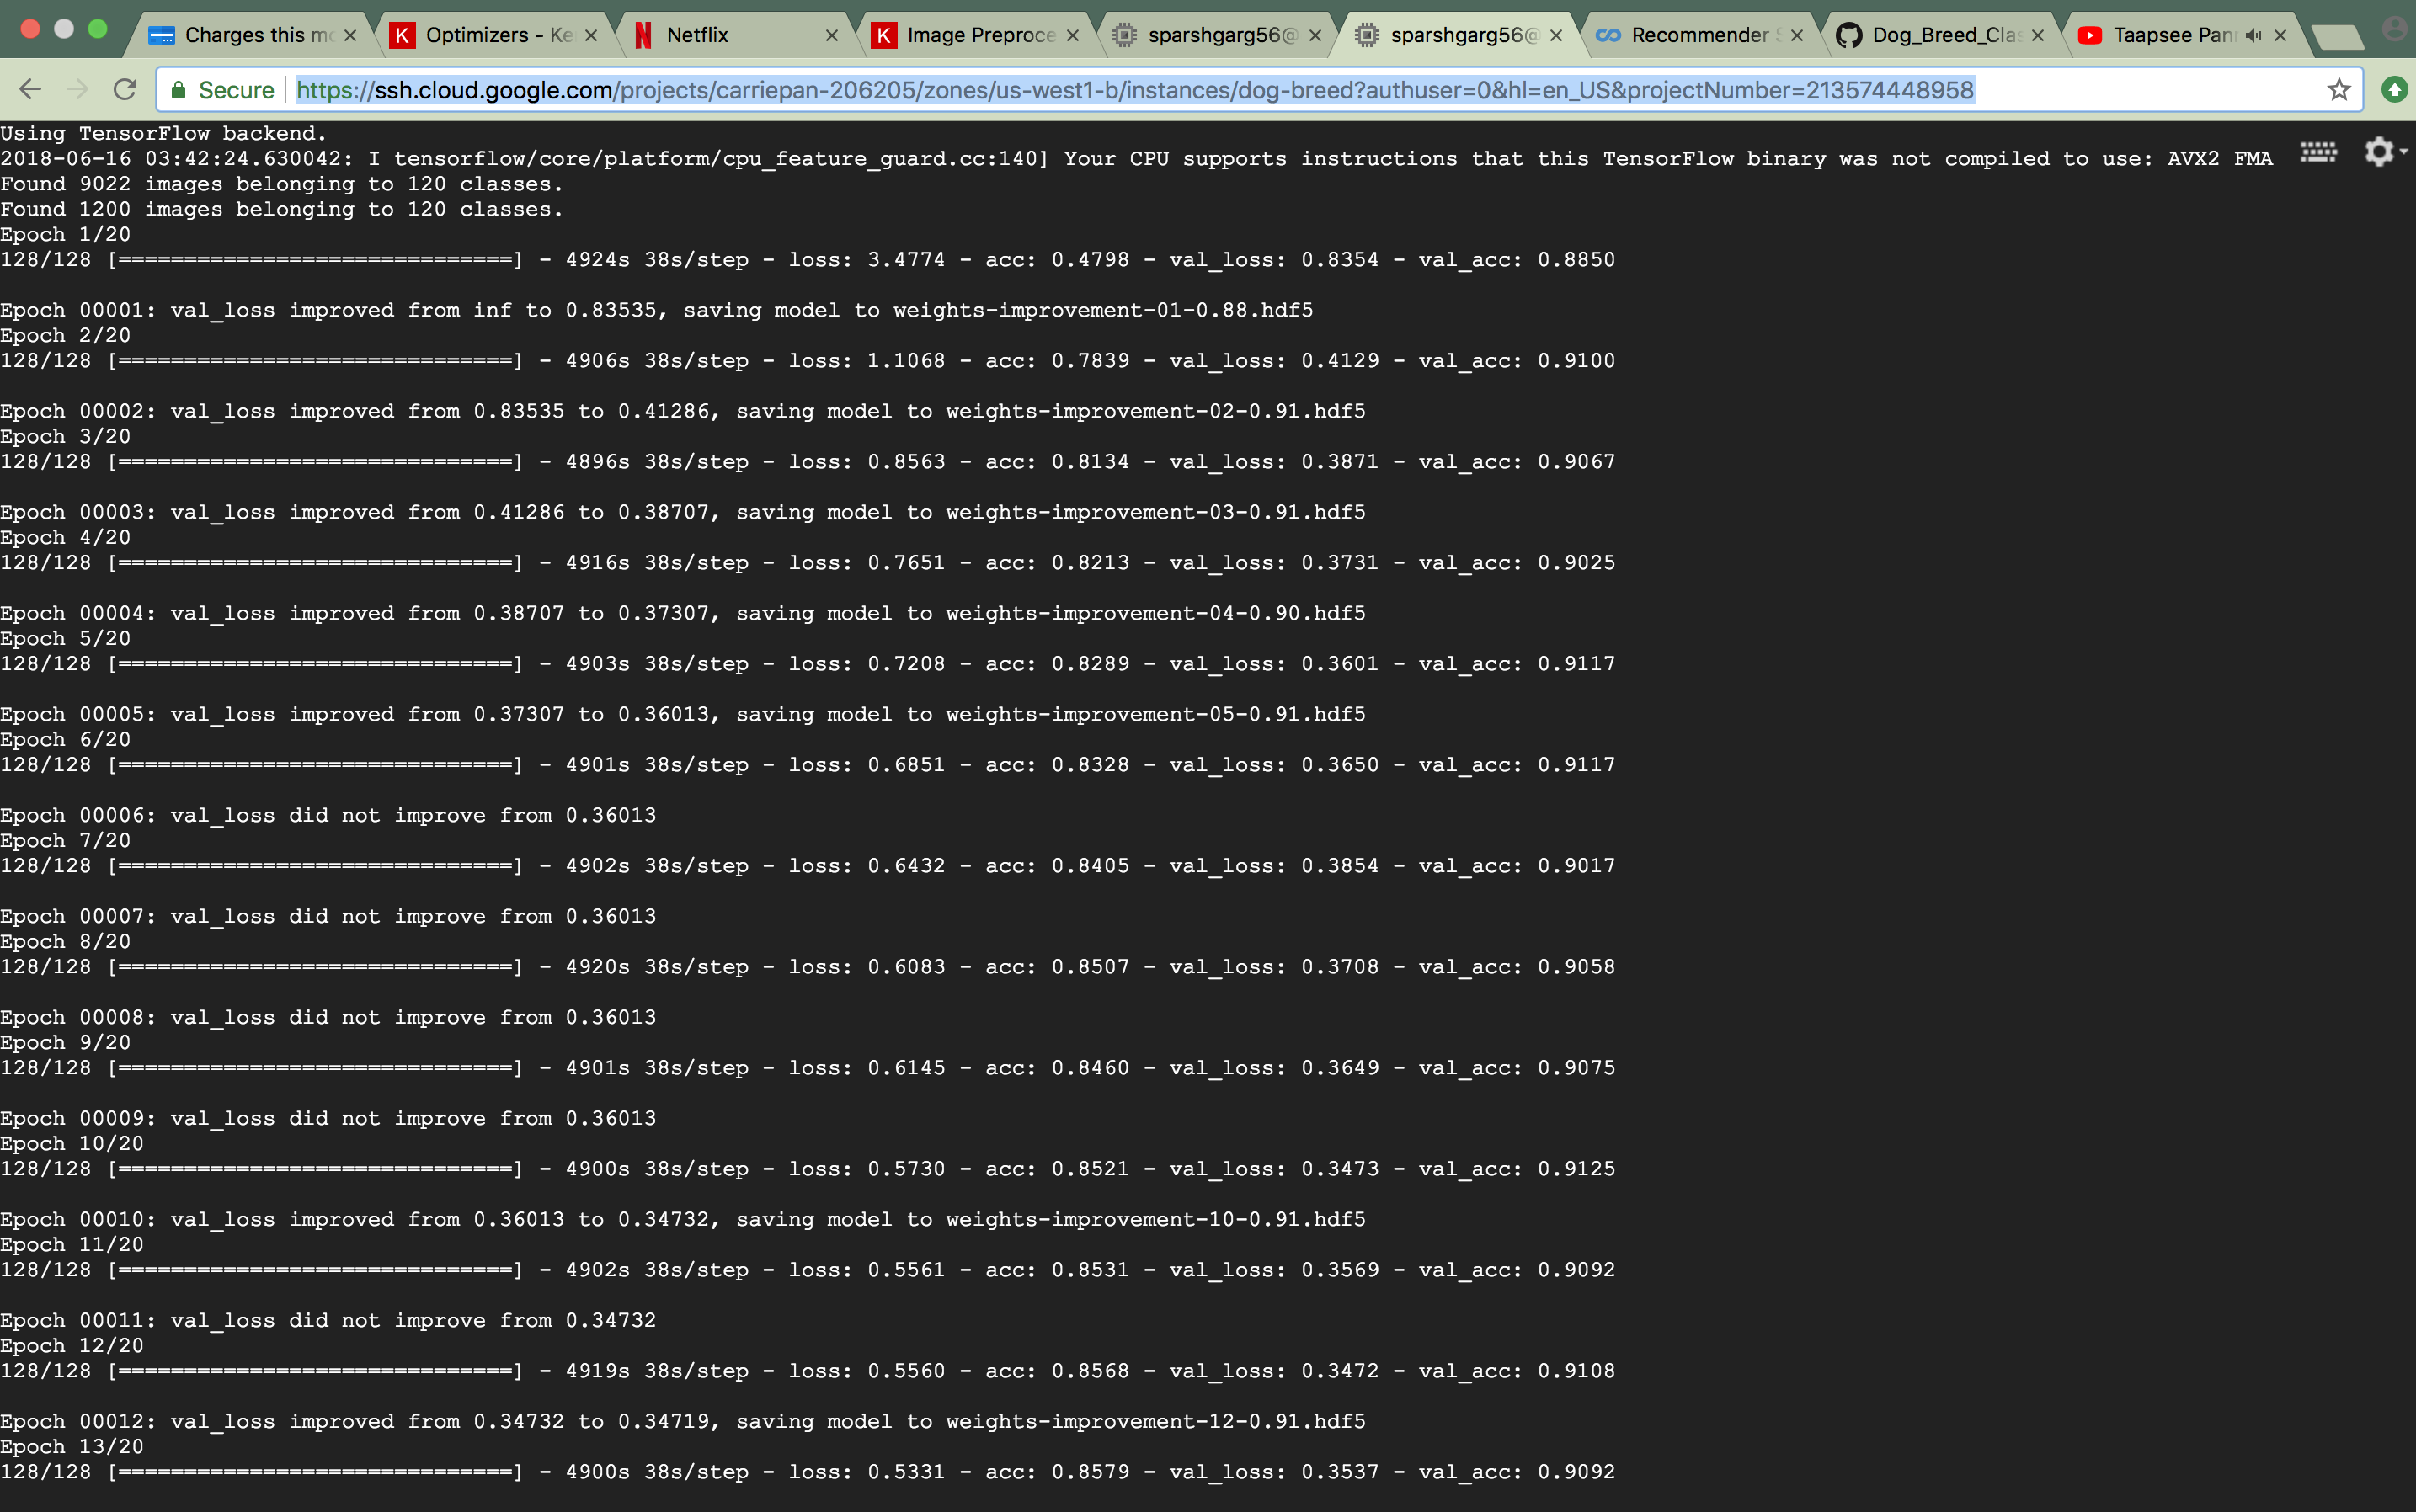 Charges this mo
Optimizers - Ke
Netflix
Image Preproce
sparshgarg56@
sparshgarg56@
Recommender S
Dog_Breed_Clas
Taapsee Pann
Secure
https://ssh.cloud.google.com/projects/carriepan-206205/zones/us-west1-b/instances/dog-breed?authuser=0&hl=en_US&projectNumber=213574448958
Using TensorFlow backend.
2018-06-16 03:42:24.630042: I tensorflow/core/platform/cpu_feature_guard.cc:140] Your CPU supports instructions that this TensorFlow binary was not compiled to use: AVX2 FMA
Found 9022 images belonging to 120 classes.
Found 1200 images belonging to 120 classes.
Epoch 1/20
128/128 [==============================] - 4924s 38s/step - loss: 3.4774 - acc: 0.4798 - val_loss: 0.8354 - val_acc: 0.8850
Epoch 00001: val_loss improved from inf to 0.83535, saving model to weights-improvement-01-0.88.hdf5
Epoch 2/20
128/128 [==============================] - 4906s 38s/step - loss: 1.1068 - acc: 0.7839 - val_loss: 0.4129 - val_acc: 0.9100
Epoch 00002: val_loss improved from 0.83535 to 0.41286, saving model to weights-improvement-02-0.91.hdf5
Epoch 3/20
128/128 [==============================] - 4896s 38s/step - loss: 0.8563 - acc: 0.8134 - val_loss: 0.3871 - val_acc: 0.9067
Epoch 00003: val_loss improved from 0.41286 to 0.38707, saving model to weights-improvement-03-0.91.hdf5
Epoch 4/20
128/128 [==============================] - 4916s 38s/step - loss: 0.7651 - acc: 0.8213 - val_loss: 0.3731 - val_acc: 0.9025
Epoch 00004: val_loss improved from 0.38707 to 0.37307, saving model to weights-improvement-04-0.90.hdf5
Epoch 5/20
128/128 [==============================] - 4903s 38s/step - loss: 0.7208 - acc: 0.8289 - val_loss: 0.3601 - val_acc: 0.9117
Epoch 00005: val_loss improved from 0.37307 to 0.36013, saving model to weights-improvement-05-0.91.hdf5
Epoch 6/20
128/128 [==============================] - 4901s 38s/step - loss: 0.6851 - acc: 0.8328 - val_loss: 0.3650 - val_acc: 0.9117
Epoch 00006: val_loss did not improve from 0.36013
Epoch 7/20
128/128 [==============================] - 4902s 38s/step - loss: 0.6432 - acc: 0.8405 - val_loss: 0.3854 - val_acc: 0.9017
Epoch 00007: val_loss did not improve from 0.36013
Epoch 8/20
128/128 [==============================] - 4920s 38s/step - loss: 0.6083 - acc: 0.8507 - val_loss: 0.3708 - val_acc: 0.9058
Epoch 00008: val_loss did not improve from 0.36013
Epoch 9/20
128/128 [==============================] - 4901s 38s/step - loss: 0.6145 - acc: 0.8460 - val_loss: 0.3649 - val_acc: 0.9075
Epoch 00009: val_loss did not improve from 0.36013
Epoch 10/20
128/128 [==============================] - 4900s 38s/step - loss: 0.5730 - acc: 0.8521 - val_loss: 0.3473 - val_acc: 0.9125
Epoch 00010: val_loss improved from 0.36013 to 0.34732, saving model to weights-improvement-10-0.91.hdf5
Epoch 11/20
128/128 [==============================] - 4902s 38s/step - loss: 0.5561 - acc: 0.8531 - val_loss: 0.3569 - val_acc: 0.9092
Epoch 00011: val_loss did not improve from 0.34732
Epoch 12/20
128/128 [==============================] - 4919s 38s/step - loss: 0.5560 - acc: 0.8568 - val_loss: 0.3472 - val_acc: 0.9108
Epoch 00012: val_loss improved from 0.34732 to 0.34719, saving model to weights-improvement-12-0.91.hdf5
Epoch 13/20
128/128 [==============================] - 4900s 38s/step - loss: 0.5331 - acc: 0.8579 - val_loss: 0.3537 - val_acc: 0.9092